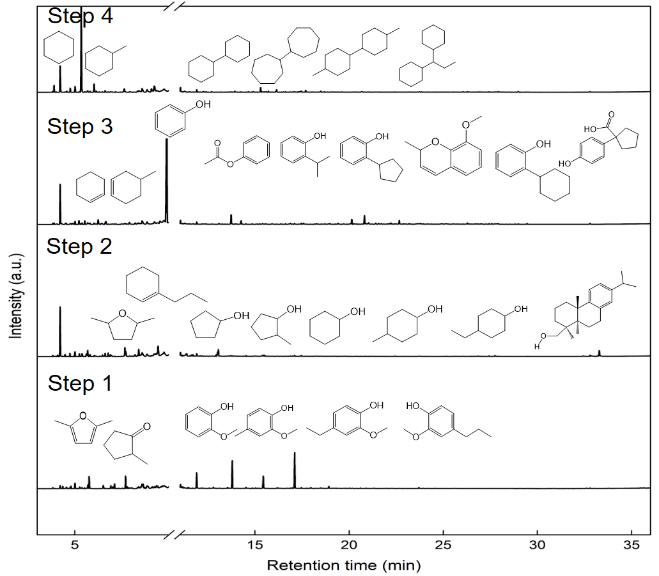 Step 4
Step 3
OH
O
O
OH
OH
O
O
OH
HO
O
HO
Step 2
O
OH
OH
OH
OH
OH
O
H
Step 1
O
O
OH
O
OH
O
OH
O
HO
O
5
15
20
25
30
35
Retention time (min)
Intensity (a.u.)